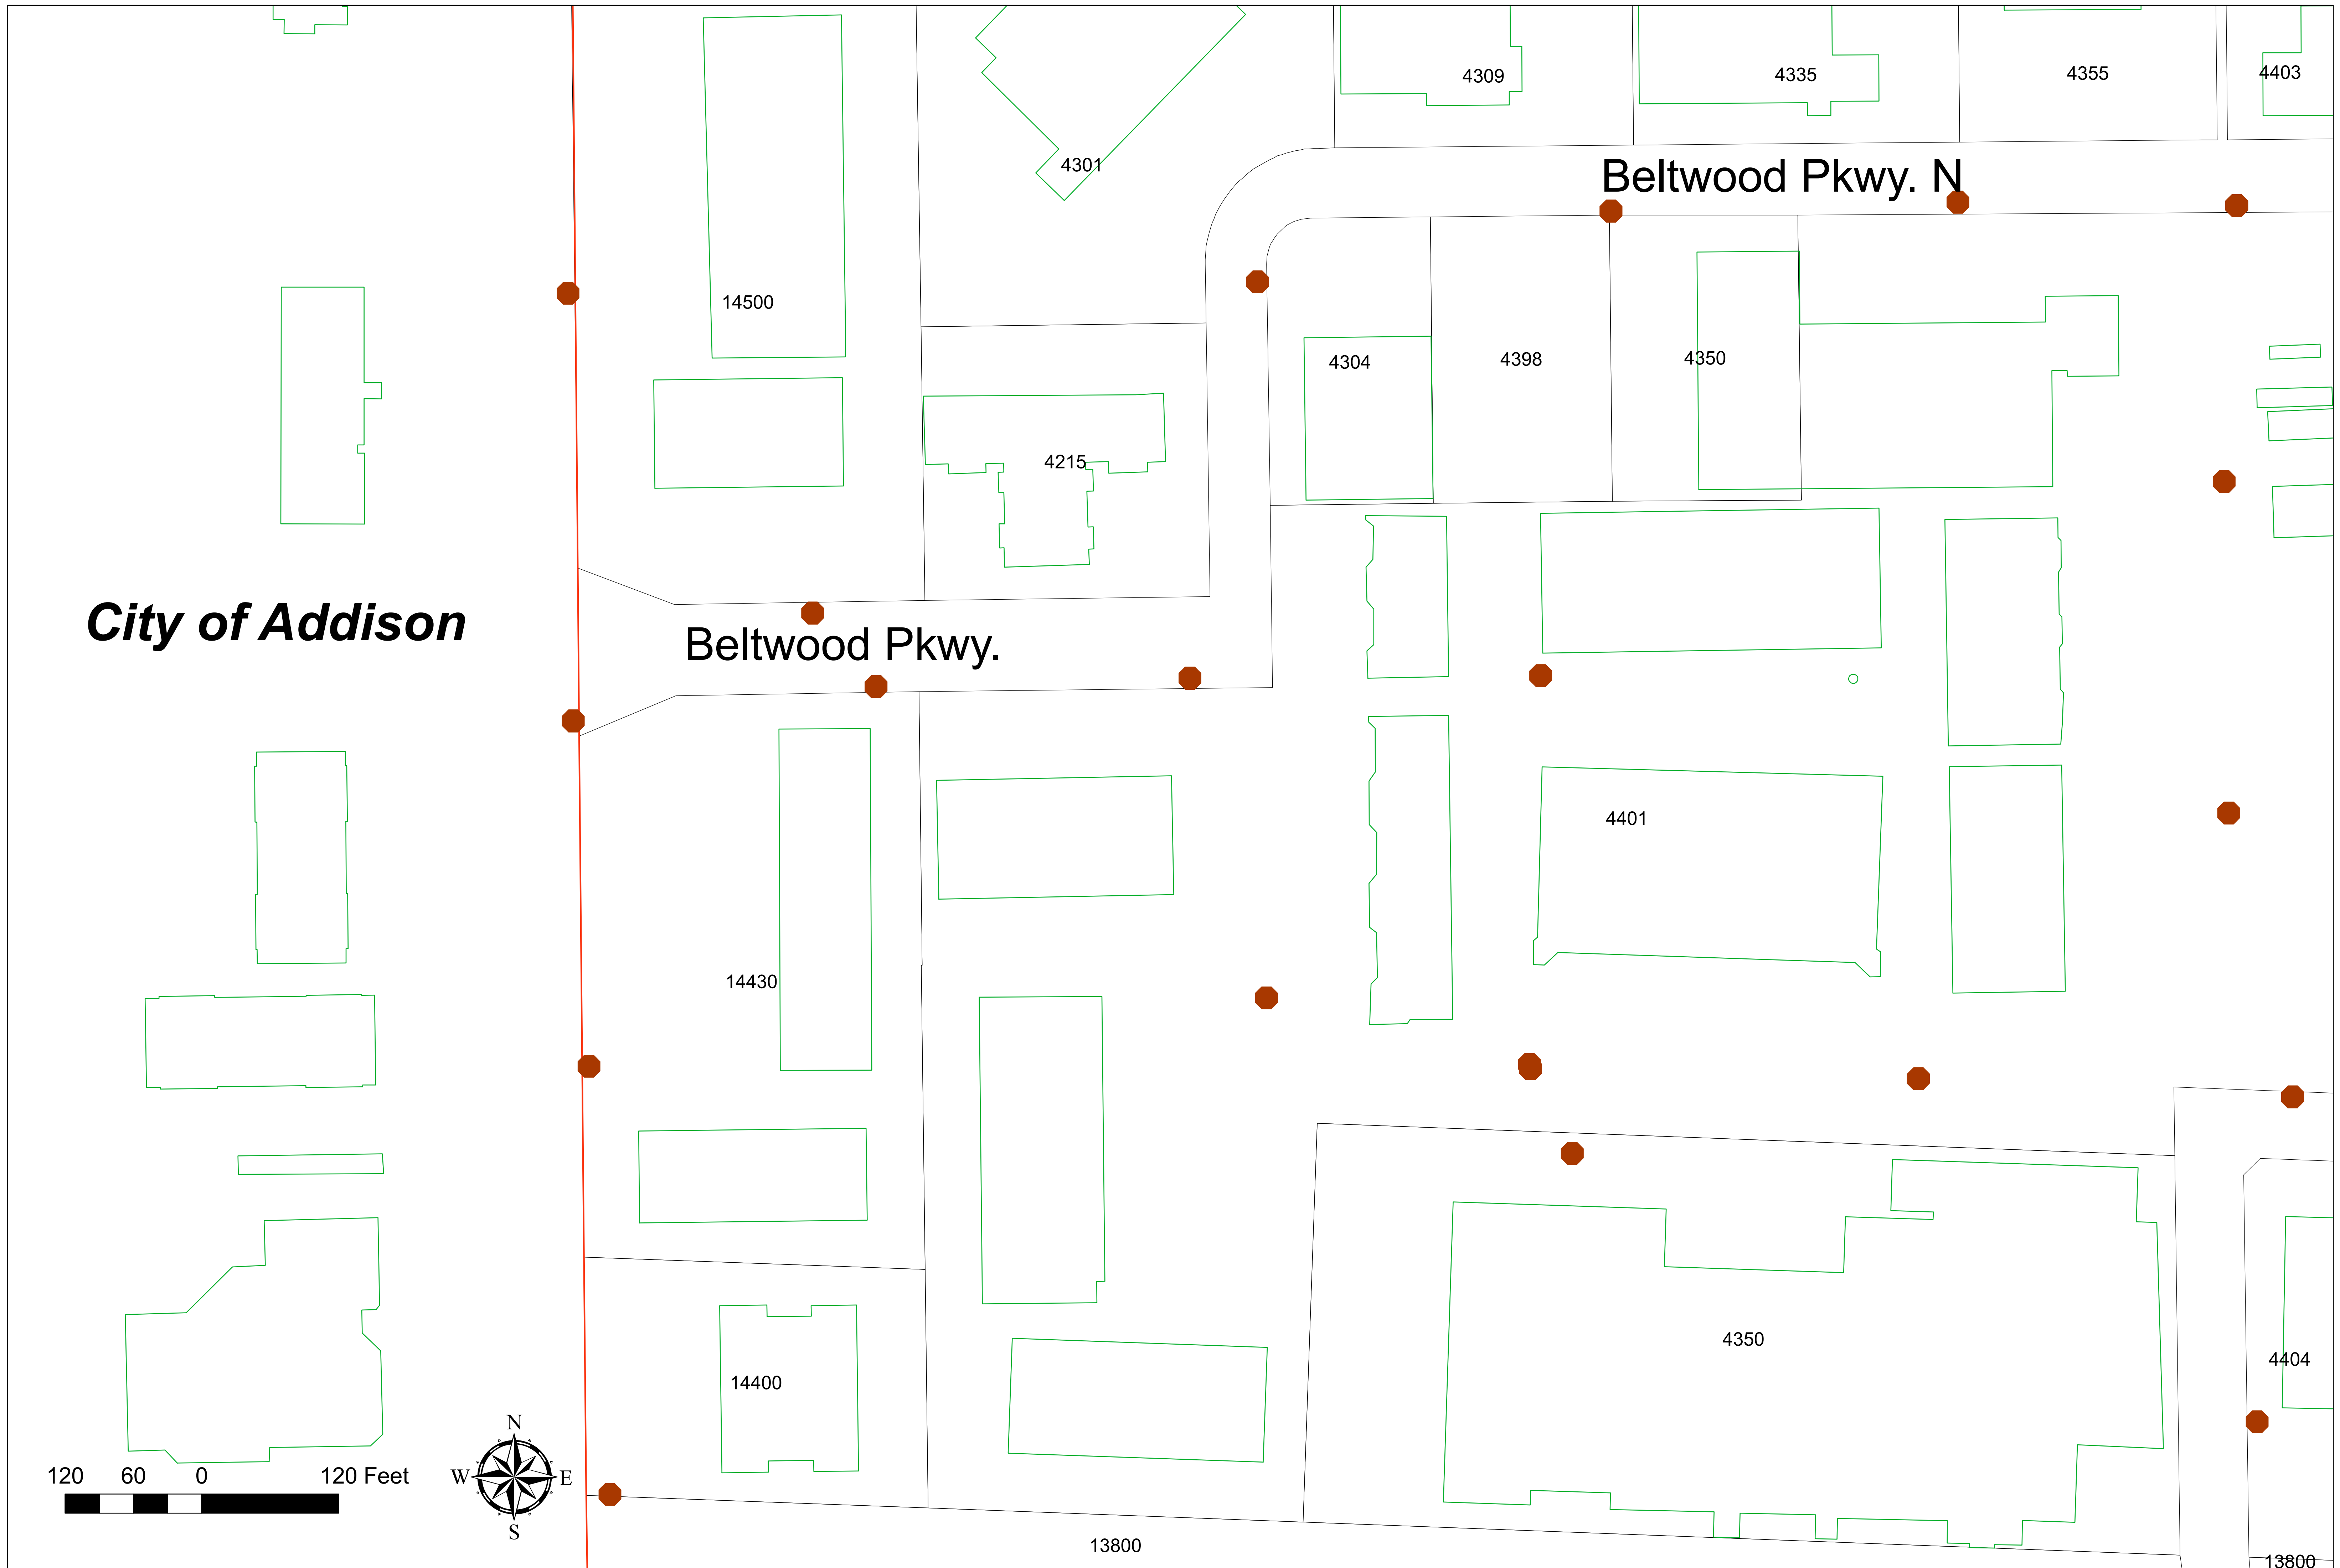 4309
4335
4355
4403
4301
Beltwood Pkwy. N
14500
4304
4398
4350
4215
City of Addison
Beltwood Pkwy.
4401
14430
4350
4404
14400
N
W
E
S
120 60 0 120 Feet
13800
13800